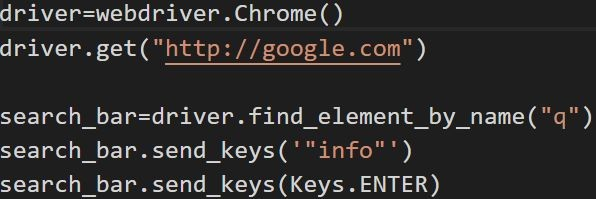 driver=webdriver.Chrome()
driver.get("http://google.com")
search_bar=driver.find_element_by_name("q")
search_bar.send_keys('"info"')
search_bar.send_keys(Keys.ENTER)